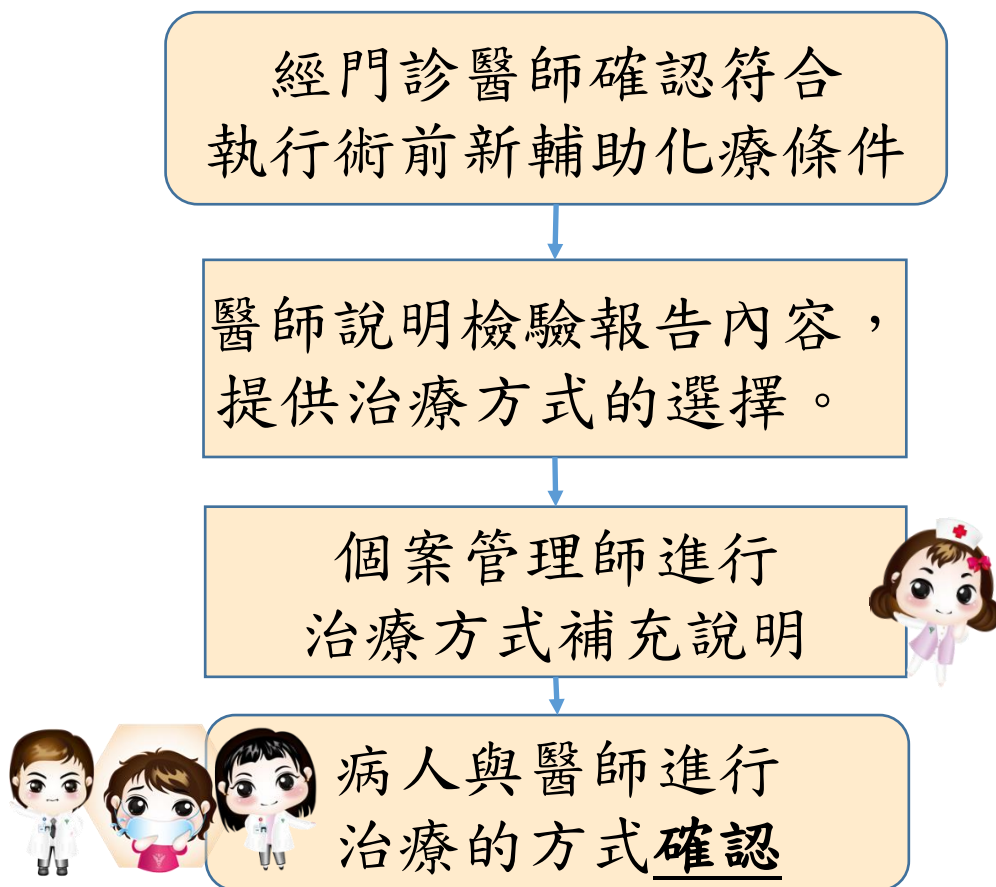 經門診醫師確認符合
執行術前新輔助化療條件
醫師說明檢驗報告內容，
提供治療方式的選擇。
個案管理師進行
治療方式補充說明
病人與醫師進行
治療的方式確認